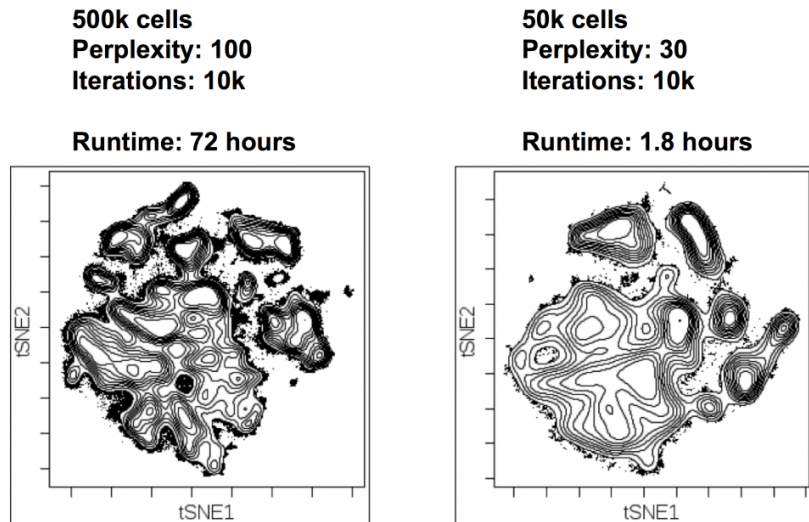 500k cells
Perplexity: 100
Iterations: 10k
Runtime: 72 hours
tSNE2
tSNE1
50k cells
Perplexity: 30
Iterations: 10k
Runtime: 1.8 hours
tSNE2
tSNE1